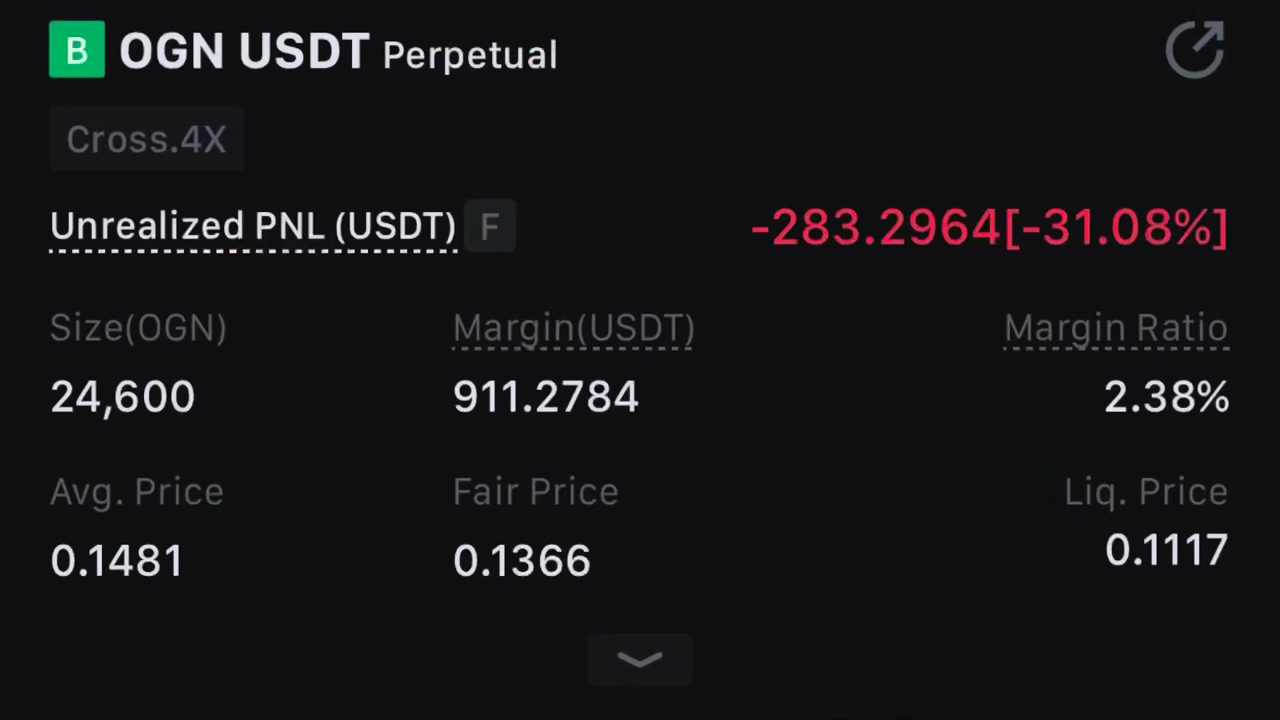 B OGN USDT Perpetual
Cross.4X
Unrealized PNL (USDT) F -283.2964[-31.08%]
Size(OGN) Margin(USDT) Margin Ratio
24,600 911.2784 2.38%
Avg. Price Fair Price Liq. Price
0.1481 0.1366 0.1117